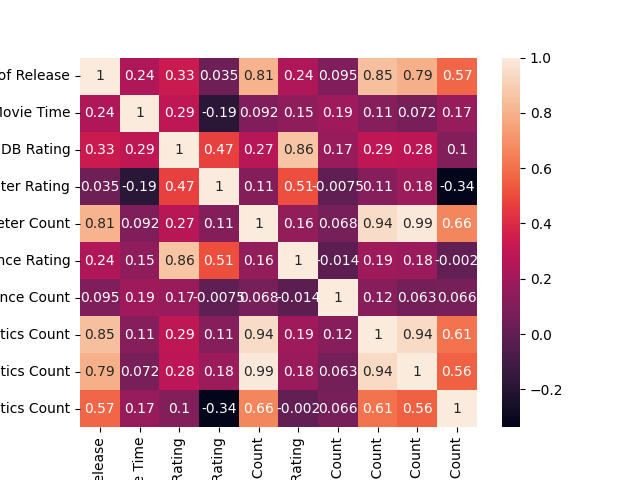 of Release 1 0.24 0.33 0.035 0.81 0.24 0.095 0.85 0.79 0.57
Movie Time 0.24 1 0.29 -0.19 0.092 0.15 0.19 0.11 0.072 0.17
DB Rating 0.33 0.29 1 0.47 0.27 0.86 0.17 0.29 0.28 0.1
ter Rating 0.035 -0.19 0.47 1 0.11 0.51 -0.0075 0.11 0.18 -0.34
eter Count 0.81 0.092 0.27 0.11 1 0.16 0.068 0.94 0.99 0.66
nce Rating 0.24 0.15 0.86 0.51 0.16 1 -0.014 0.19 0.18 -0.002
nce Count 0.095 0.19 0.17 -0.0075 0.068 -0.014 1 0.12 0.063 0.066
tics Count 0.85 0.11 0.29 0.11 0.94 0.19 0.12 1 0.94 0.61
tics Count 0.79 0.072 0.28 0.18 0.99 0.18 0.063 0.94 1 0.56
tics Count 0.57 0.17 0.1 -0.34 0.66 -0.002 0.066 0.61 0.56 1
elease
e Time
Rating
Rating
Count
Rating
Count
Count
Count
Count
1.0
0.8
0.6
0.4
0.2
0.0
−0.2